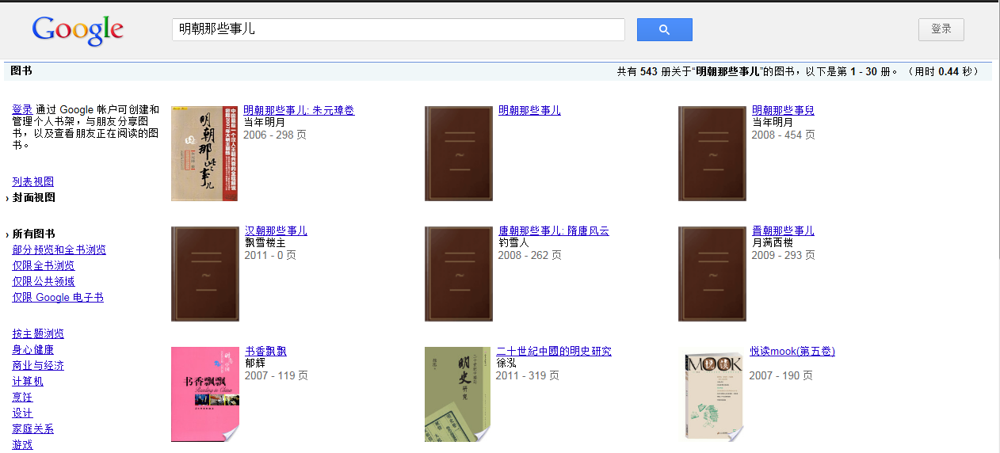 Google
明朝那些事儿
登录
图书
共有 543 册关于“明朝那些事儿”的图书，以下是第 1 - 30 册。（用时 0.44 秒）
登录 通过 Google 帐户可创建和
管理个人书架，与朋友分享图
书，以及查看朋友正在阅读的图
书。
列表视图
› 封面视图
› 所有图书
部分预览和全书浏览
仅限全书浏览
仅限公共领域
仅限 Google 电子书
按主题浏览
身心健康
商业与经济
计算机
烹饪
设计
家庭关系
游戏
明朝那些事儿
明朝那些事儿: 朱元璋卷
当年明月
2006 - 298 页
明朝那些事儿
明朝那些事兒
当年明月
2008 - 454 页
汉朝那些事儿
飘雪楼主
2011 - 0 页
唐朝那些事儿: 隋唐风云
钓雪人
2008 - 262 页
晋朝那些事儿
月满西楼
2009 - 293 页
书香飘飘
Reading in China
书香飘飘
郁辉
2007 - 119 页
二十世紀中國的
明史
研究
二十世紀中國的明史研究
徐泓
2011 - 319 页
MOOK
悦读
悦读mook(第五卷)
2007 - 190 页